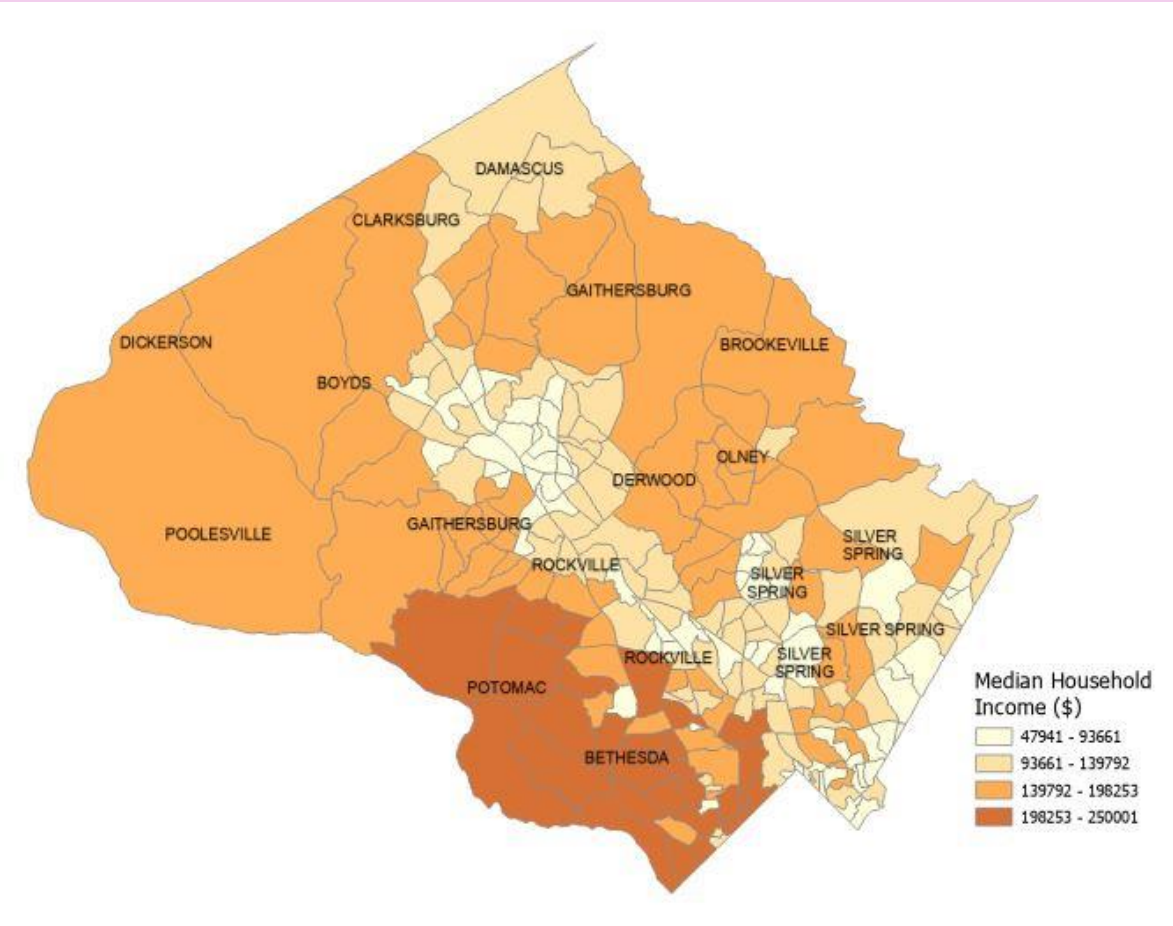 DAMASCUS
CLARKSBURG
GAITHERSBURG
DICKERSON
BROOKEVILLE
BOYDS
OLNEY
DERWOOD
GAITHERSBURG
POOLESVILLE
SILVER
SPRING
ROCKVILLE
SILVER
SPRING
SILVER SPRING
ROCKVILLE
SILVER
SPRING
POTOMAC
BETHESDA
Median Household
Income ($)
47941 - 93661
93661 - 139792
139792 - 198253
198253 - 250001